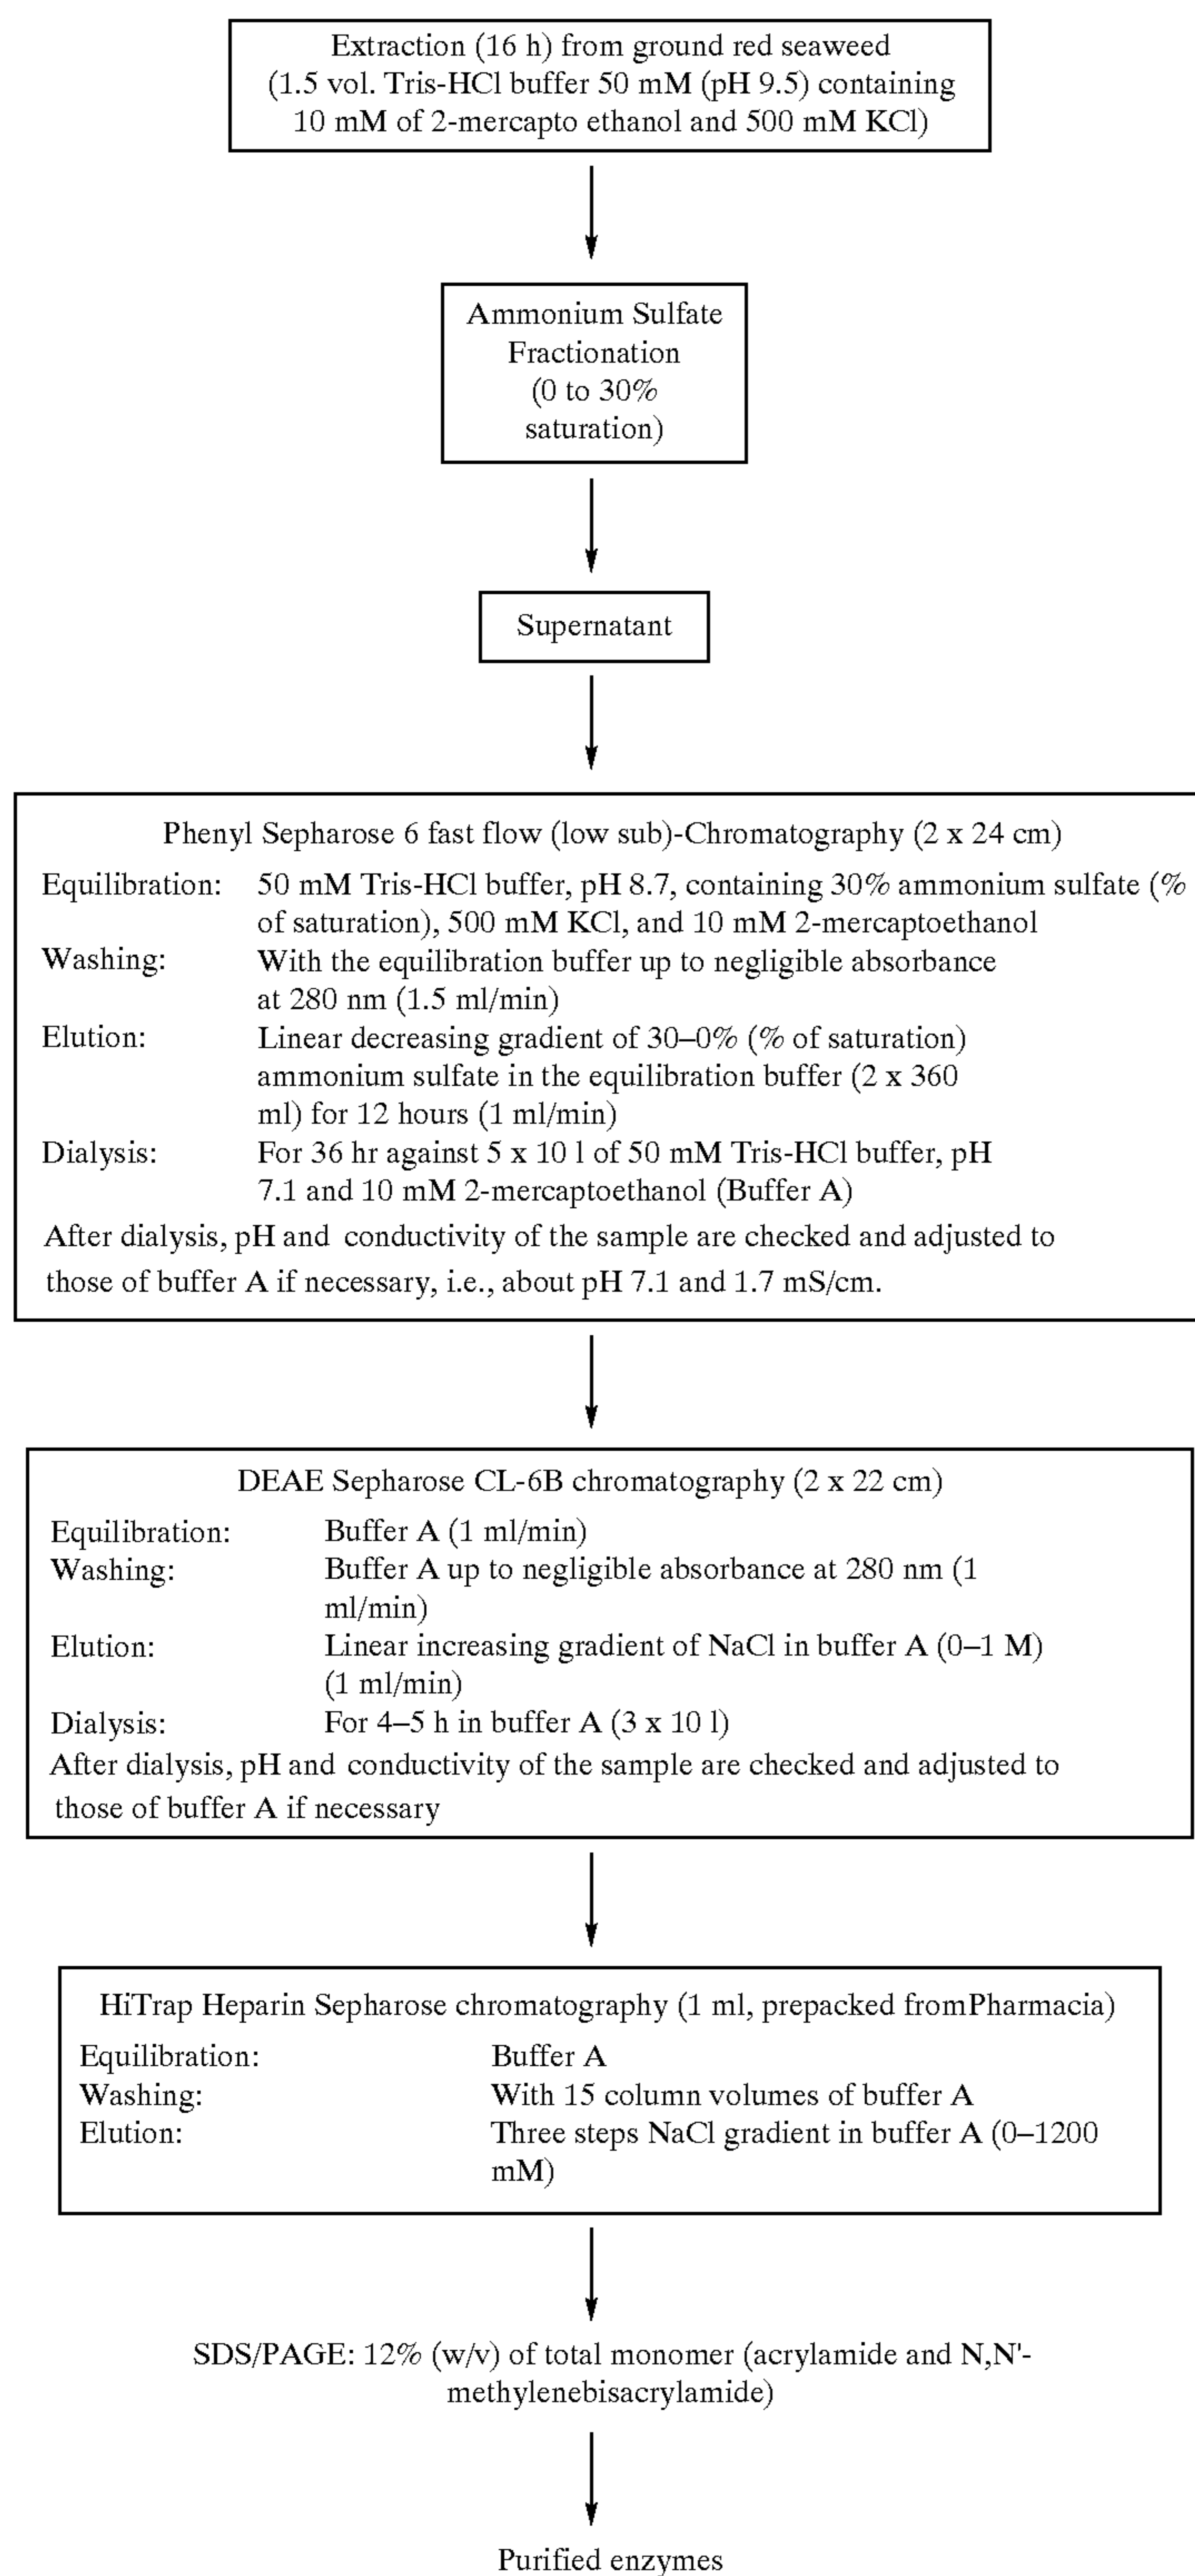 Extraction (16 h) from ground red seaweed
(1.5 vol. Tris-HCl buffer 50 mM (pH 9.5) containing
10 mM of 2-mercapto ethanol and 500 mM KCl)
Ammonium Sulfate
Fractionation
(0 to 30%
saturation)
Supernatant
Phenyl Sepharose 6 fast flow (low sub)-Chromatography (2 x 24 cm)
Equilibration: 50 mM Tris-HCl buffer, pH 8.7, containing 30% ammonium sulfate (%
of saturation), 500 mM KCl, and 10 mM 2-mercaptoethanol
Washing: With the equilibration buffer up to negligible absorbance
at 280 nm (1.5 ml/min)
Elution: Linear decreasing gradient of 30–0% (% of saturation)
ammonium sulfate in the equilibration buffer (2 x 360
ml) for 12 hours (1 ml/min)
Dialysis: For 36 hr against 5 x 10 l of 50 mM Tris-HCl buffer, pH
7.1 and 10 mM 2-mercaptoethanol (Buffer A)
After dialysis, pH and conductivity of the sample are checked and adjusted to
those of buffer A if necessary, i.e., about pH 7.1 and 1.7 mS/cm.
DEAE Sepharose CL-6B chromatography (2 x 22 cm)
Equilibration: Buffer A (1 ml/min)
Washing: Buffer A up to negligible absorbance at 280 nm (1
ml/min)
Elution: Linear increasing gradient of NaCl in buffer A (0–1 M)
(1 ml/min)
Dialysis: For 4–5 h in buffer A (3 x 10 l)
After dialysis, pH and conductivity of the sample are checked and adjusted to
those of buffer A if necessary
HiTrap Heparin Sepharose chromatography (1 ml, prepacked fromPharmacia)
Equilibration: Buffer A
Washing: With 15 column volumes of buffer A
Elution: Three steps NaCl gradient in buffer A (0–1200
mM)
SDS/PAGE: 12% (w/v) of total monomer (acrylamide and N,N'-
methylenebisacrylamide)
Purified enzymes